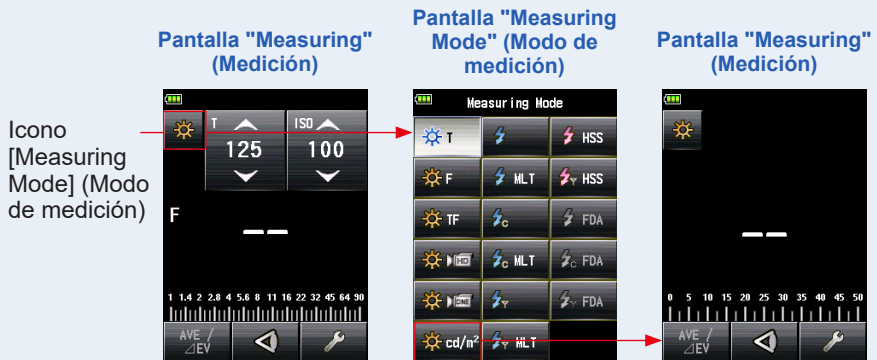 Pantalla "Measuring"
(Medición)
Pantalla "Measuring
Mode" (Modo de
medición)
Pantalla "Measuring"
(Medición)
Icono
[Measuring
Mode] (Modo
de medición)
T
125
ISO
100
F
1 1.4 2 2.8 4 5.6 8 11 16 22 32 45 64 90
AVE /
⊿EV
Measuring Mode
T
HSS
F
MLT
Y HSS
TF
C
FDA
HD
C MLT
C FDA
CINE
Y
Y FDA
cd/m²
Y MLT
0 5 10 15 20 25 30 35 40 45 50
AVE /
⊿EV